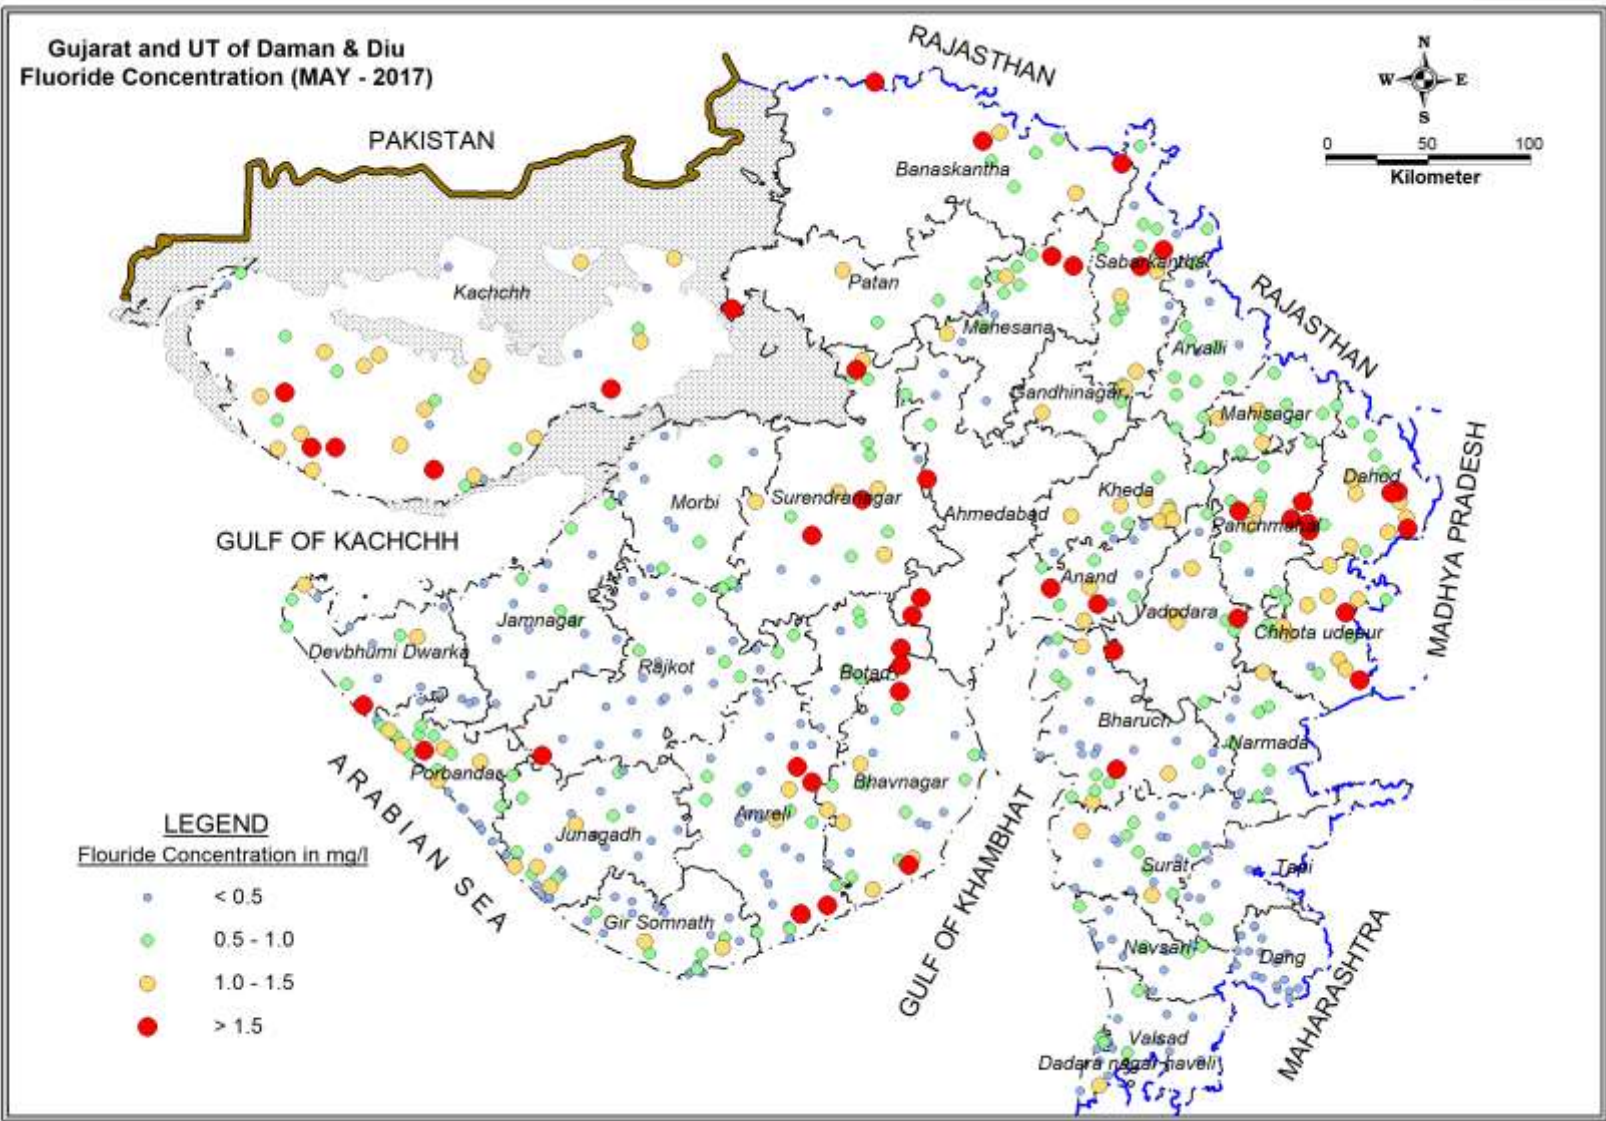 Gujarat and UT of Daman & Diu
Fluoride Concentration (MAY - 2017)
RAJASTHAN
N
W E
S
0 50 100
Kilometer
PAKISTAN
Banaskantha
Kachchh
Patan
Sabarkantha
RAJASTHAN
Mahesana
Arvalli
Gandhinagar
Mahisagar
Dahod
Morbi
Surendranagar
Kheda
Ahmedabad
Panchmahal
MADHYA PRADESH
GULF OF KACHCHH
Anand
Jamnagar
Vadodara
Chhota udepur
Devbhumi Dwarka
Rajkot
Botad
Bharuch
Narmada
Porbandar
Bhavnagar
ARABIAN SEA
Amreli
Junagadh
GULF OF KHAMBHAT
Surat
Tapi
Gir Somnath
Navsari
Dang
MAHARASHTRA
Valsad
Dadara nagar haveli
LEGEND
Flouride Concentration in mg/l
< 0.5
0.5 - 1.0
1.0 - 1.5
> 1.5